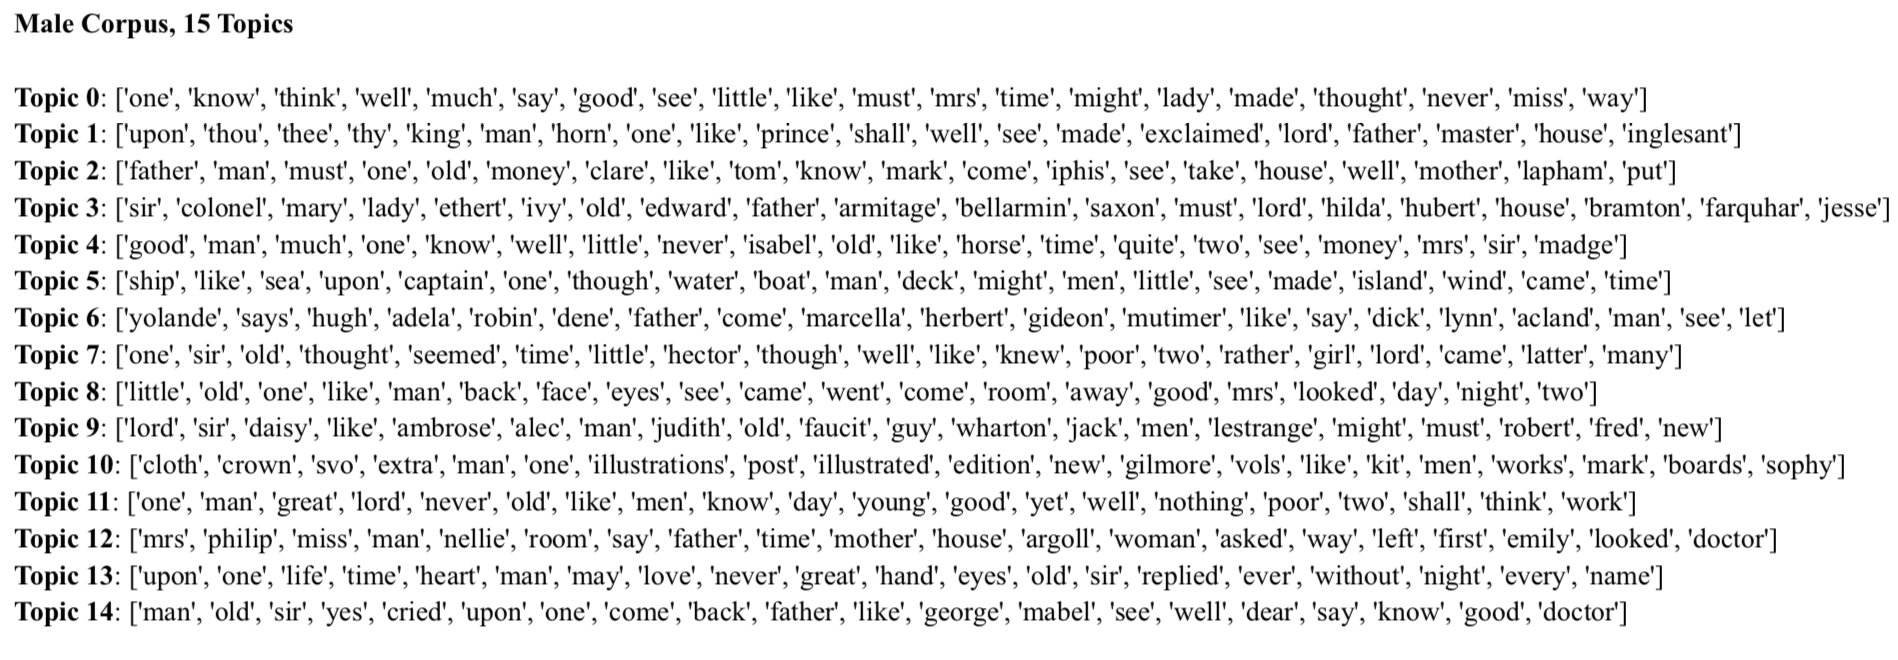 Male Corpus, 15 Topics
Topic 0: ['one', 'know', 'think', 'well', 'much', 'say', 'good', 'see', 'little', 'like', 'must', 'mrs', 'time', 'might', 'lady', 'made', 'thought', 'never', 'miss', 'way']
Topic 1: ['upon', 'thou', 'thee', 'thy', 'king', 'man', 'horn', 'one', 'like', 'prince', 'shall', 'well', 'see', 'made', 'exclaimed', 'lord', 'father', 'master', 'house', 'inglesant']
Topic 2: ['father', 'man', 'must', 'one', 'old', 'money', 'clare', 'like', 'tom', 'know', 'mark', 'come', 'iphis', 'see', 'take', 'house', 'well', 'mother', 'lapham', 'put']
Topic 3: ['sir', 'colonel', 'mary', 'lady', 'ethert', 'ivy', 'old', 'edward', 'father', 'armitage', 'bellarmin', 'saxon', 'must', 'lord', 'hilda', 'hubert', 'house', 'bramton', 'farquhar', 'jesse']
Topic 4: ['good', 'man', 'much', 'one', 'know', 'well', 'little', 'never', 'isabel', 'old', 'like', 'horse', 'time', 'quite', 'two', 'see', 'money', 'mrs', 'sir', 'madge']
Topic 5: ['ship', 'like', 'sea', 'upon', 'captain', 'one', 'though', 'water', 'boat', 'man', 'deck', 'might', 'men', 'little', 'see', 'made', 'island', 'wind', 'came', 'time']
Topic 6: ['yolande', 'says', 'hugh', 'adela', 'robin', 'dene', 'father', 'come', 'marcella', 'herbert', 'gideon', 'mutimer', 'like', 'say', 'dick', 'lynn', 'acland', 'man', 'see', 'let']
Topic 7: ['one', 'sir', 'old', 'thought', 'seemed', 'time', 'little', 'hector', 'though', 'well', 'like', 'knew', 'poor', 'two', 'rather', 'girl', 'lord', 'came', 'latter', 'many']
Topic 8: ['little', 'old', 'one', 'like', 'man', 'back', 'face', 'eyes', 'see', 'came', 'went', 'come', 'room', 'away', 'good', 'mrs', 'looked', 'day', 'night', 'two']
Topic 9: ['lord', 'sir', 'daisy', 'like', 'ambrose', 'alec', 'man', 'judith', 'old', 'faucit', 'guy', 'wharton', 'jack', 'men', 'lestrange', 'might', 'must', 'robert', 'fred', 'new']
Topic 10: ['cloth', 'crown', 'svo', 'extra', 'man', 'one', 'illustrations', 'post', 'illustrated', 'edition', 'new', 'gilmore', 'vols', 'like', 'kit', 'men', 'works', 'mark', 'boards', 'sophy']
Topic 11: ['one', 'man', 'great', 'lord', 'never', 'old', 'like', 'men', 'know', 'day', 'young', 'good', 'yet', 'well', 'nothing', 'poor', 'two', 'shall', 'think', 'work']
Topic 12: ['mrs', 'philip', 'miss', 'man', 'nellie', 'room', 'say', 'father', 'time', 'mother', 'house', 'argoll', 'woman', 'asked', 'way', 'left', 'first', 'emily', 'looked', 'doctor']
Topic 13: ['upon', 'one', 'life', 'time', 'heart', 'man', 'may', 'love', 'never', 'great', 'hand', 'eyes', 'old', 'sir', 'replied', 'ever', 'without', 'night', 'every', 'name']
Topic 14: ['man', 'old', 'sir', 'yes', 'cried', 'upon', 'one', 'come', 'back', 'father', 'like', 'george', 'mabel', 'see', 'well', 'dear', 'say', 'know', 'good', 'doctor']